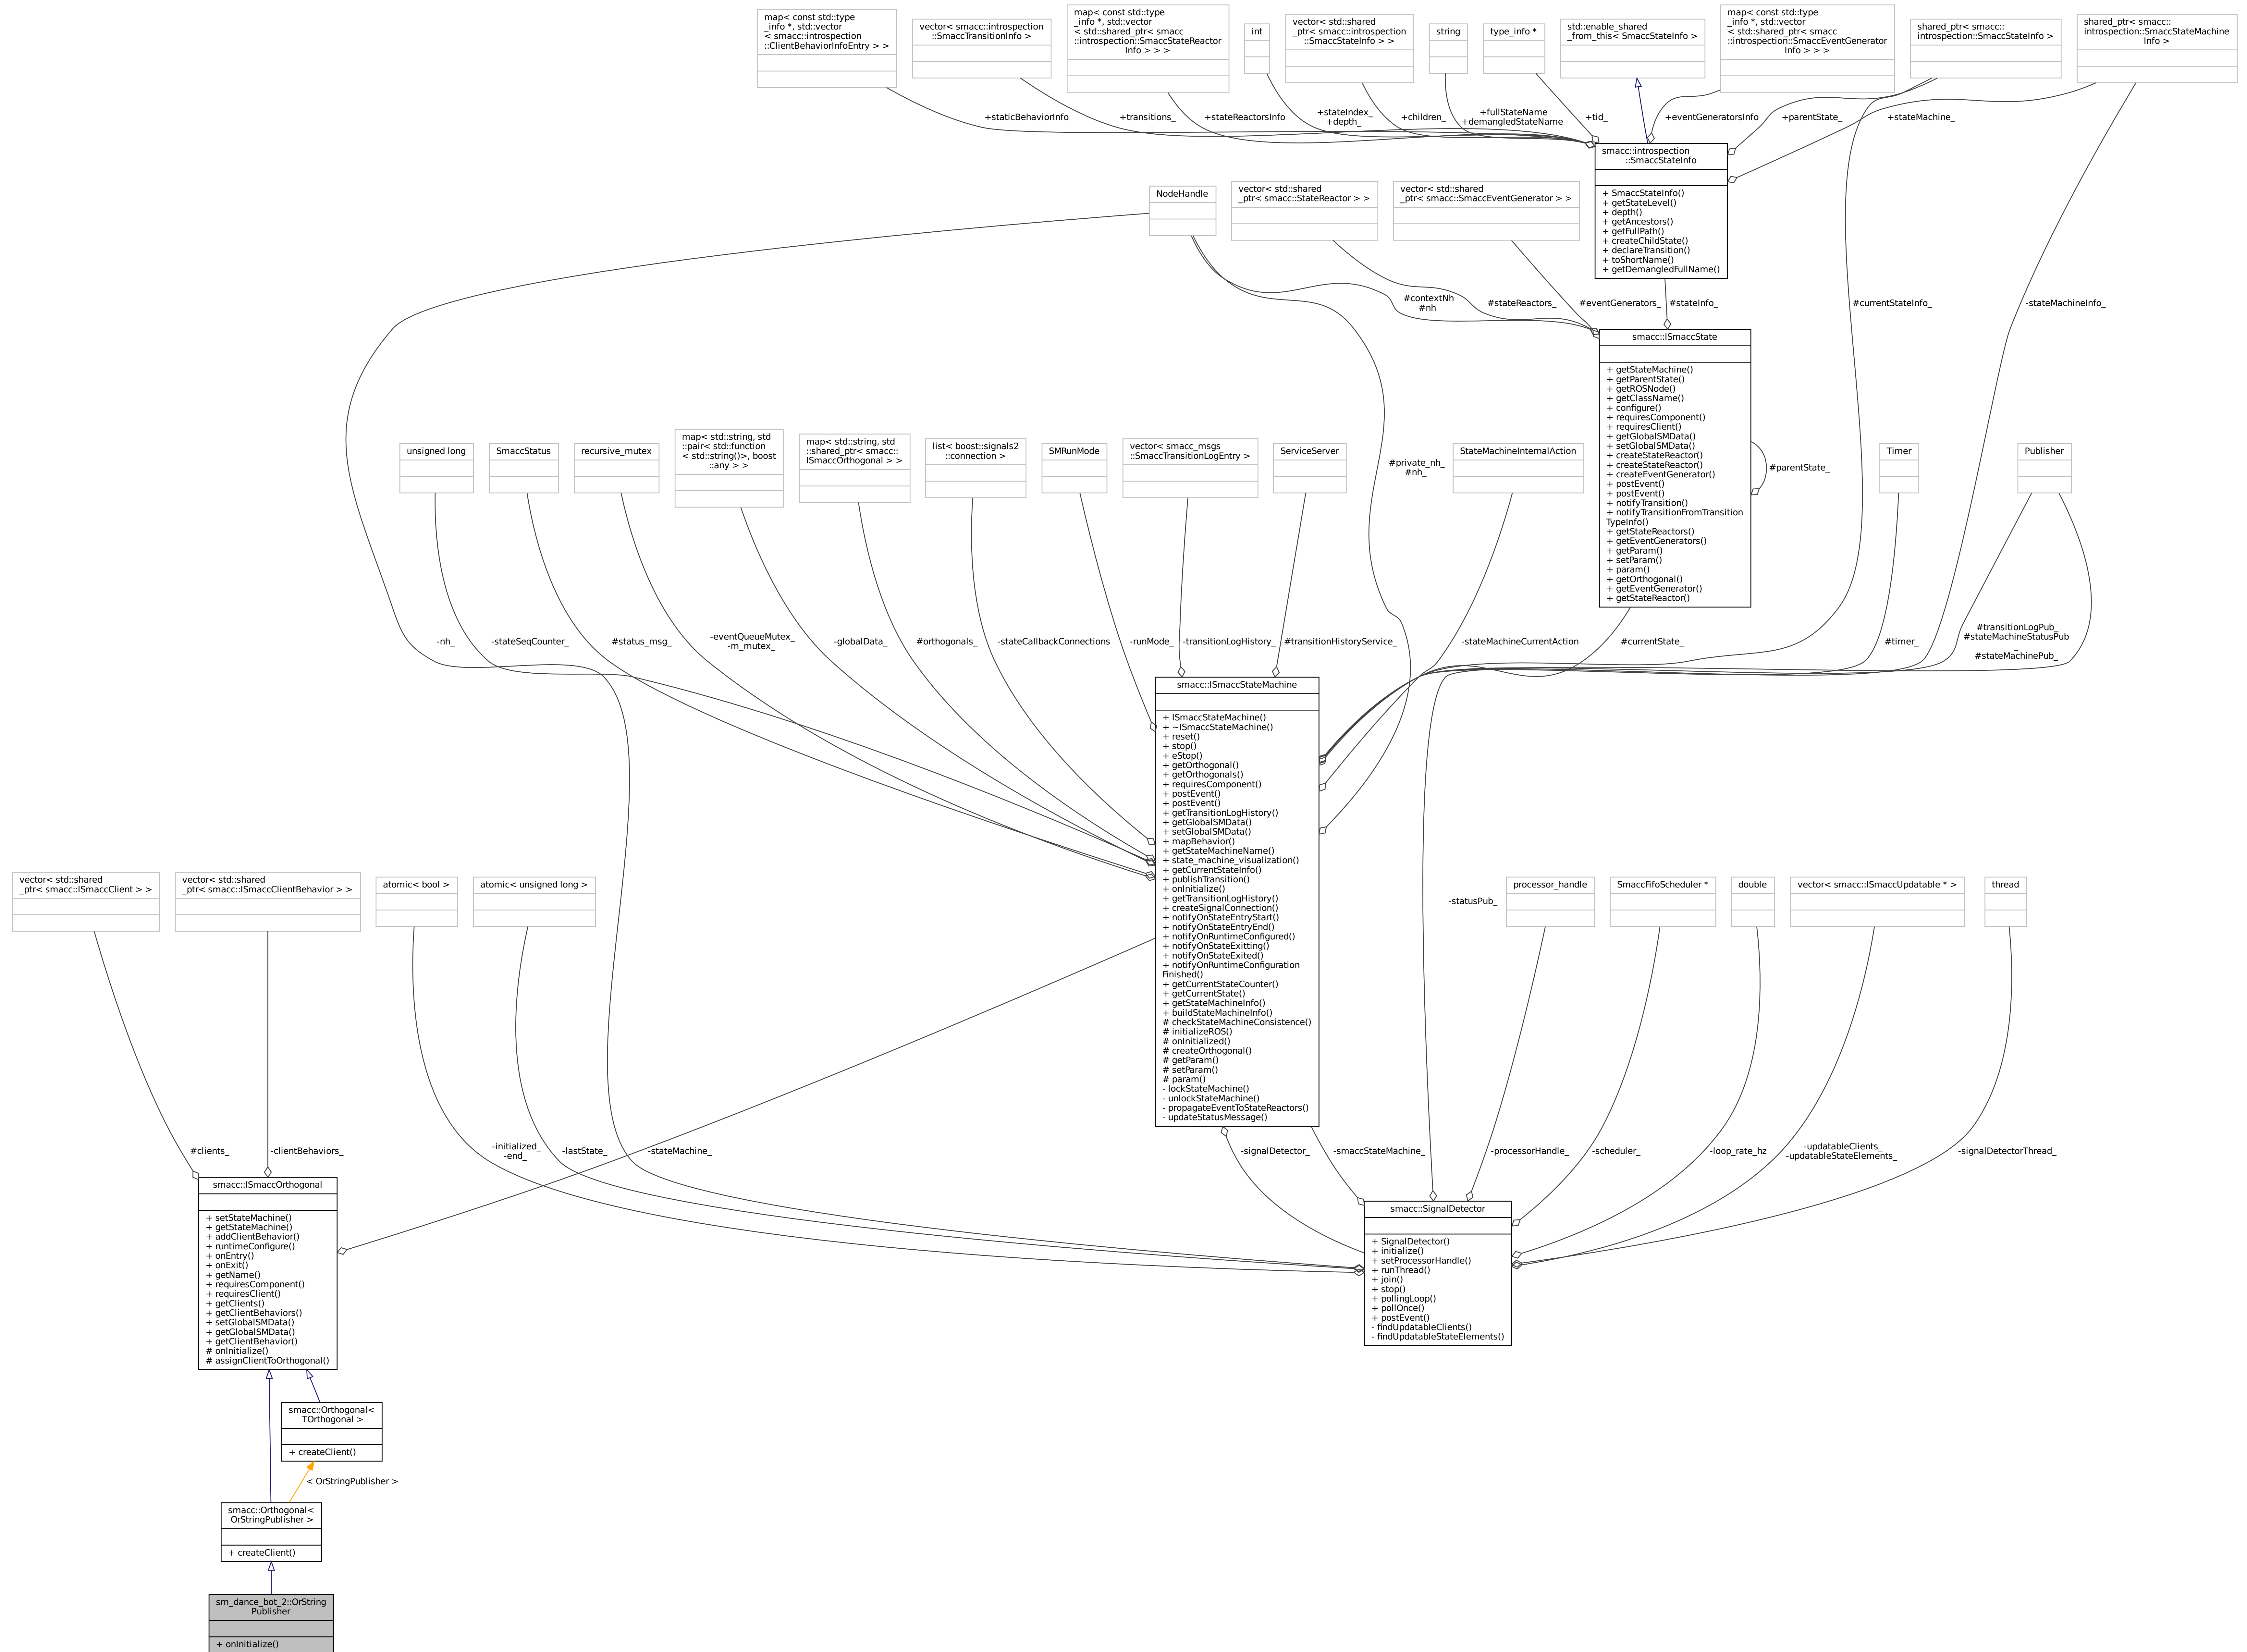 map< const std::type
_info *, std::vector
< smacc::introspection
::ClientBehaviorInfoEntry > >
vector< smacc::introspection
::SmaccTransitionInfo >
map< const std::type
_info *, std::vector
< std::shared_ptr< smacc
::introspection::SmaccStateReactor
Info > > >
int
vector< std::shared
_ptr< smacc::introspection
::SmaccStateInfo > >
string
type_info *
std::enable_shared
_from_this< SmaccStateInfo >
map< const std::type
_info *, std::vector
< std::shared_ptr< smacc
::introspection::SmaccEventGenerator
Info > > >
shared_ptr< smacc::
introspection::SmaccStateInfo >
shared_ptr< smacc::
introspection::SmaccStateMachine
Info >
+staticBehaviorInfo
+transitions_
+stateReactorsInfo
+stateIndex_
+depth_
+children_
+fullStateName
+demangledStateName
+tid_
+eventGeneratorsInfo
+parentState_
+stateMachine_
smacc::introspection
::SmaccStateInfo
+ SmaccStateInfo()
+ getStateLevel()
+ depth()
+ getAncestors()
+ getFullPath()
+ createChildState()
+ declareTransition()
+ toShortName()
+ getDemangledFullName()
NodeHandle
vector< std::shared
_ptr< smacc::StateReactor > >
vector< std::shared
_ptr< smacc::SmaccEventGenerator > >
#contextNh
#nh
#stateReactors_
#eventGenerators_
#stateInfo_
#currentStateInfo_
-stateMachineInfo_
smacc::ISmaccState
+ getStateMachine()
+ getParentState()
+ getROSNode()
+ getClassName()
+ configure()
+ requiresComponent()
+ requiresClient()
+ getGlobalSMData()
+ setGlobalSMData()
+ createStateReactor()
+ createStateReactor()
+ createEventGenerator()
+ postEvent()
+ postEvent()
+ notifyTransition()
+ notifyTransitionFromTransition
TypeInfo()
+ getStateReactors()
+ getEventGenerators()
+ getParam()
+ setParam()
+ param()
+ getOrthogonal()
+ getEventGenerator()
+ getStateReactor()
#parentState_
unsigned long
SmaccStatus
recursive_mutex
map< std::string, std
::pair< std::function
< std::string()>, boost
::any > >
map< std::string, std
::shared_ptr< smacc::
ISmaccOrthogonal > >
list< boost::signals2
::connection >
SMRunMode
vector< smacc_msgs
::SmaccTransitionLogEntry >
ServiceServer
#private_nh_
#nh_
StateMachineInternalAction
Timer
Publisher
-nh_
-stateSeqCounter_
#status_msg_
-eventQueueMutex_
-m_mutex_
-globalData_
#orthogonals_
-stateCallbackConnections
-runMode_
-transitionLogHistory_
#transitionHistoryService_
-stateMachineCurrentAction
#currentState_
#timer_
#transitionLogPub_
#stateMachineStatusPub
_
#stateMachinePub_
smacc::ISmaccStateMachine
+ ISmaccStateMachine()
+ ~ISmaccStateMachine()
+ reset()
+ stop()
+ eStop()
+ getOrthogonal()
+ getOrthogonals()
+ requiresComponent()
+ postEvent()
+ postEvent()
+ getTransitionLogHistory()
+ getGlobalSMData()
+ setGlobalSMData()
+ mapBehavior()
+ getStateMachineName()
+ state_machine_visualization()
+ getCurrentStateInfo()
+ publishTransition()
+ onInitialize()
+ getTransitionLogHistory()
+ createSignalConnection()
+ notifyOnStateEntryStart()
+ notifyOnStateEntryEnd()
+ notifyOnRuntimeConfigured()
+ notifyOnStateExitting()
+ notifyOnStateExited()
+ notifyOnRuntimeConfiguration
Finished()
+ getCurrentStateCounter()
+ getCurrentState()
+ getStateMachineInfo()
+ buildStateMachineInfo()
# checkStateMachineConsistence()
# initializeROS()
# onInitialized()
# createOrthogonal()
# getParam()
# setParam()
# param()
- lockStateMachine()
- unlockStateMachine()
- propagateEventToStateReactors()
- updateStatusMessage()
vector< std::shared
_ptr< smacc::ISmaccClient > >
vector< std::shared
_ptr< smacc::ISmaccClientBehavior > >
atomic< bool >
atomic< unsigned long >
-statusPub_
processor_handle
SmaccFifoScheduler *
double
vector< smacc::ISmaccUpdatable * >
thread
#clients_
-clientBehaviors_
-initialized_
-end_
-lastState_
-stateMachine_
-signalDetector_
-smaccStateMachine_
-processorHandle_
-scheduler_
-loop_rate_hz
-updatableClients_
-updatableStateElements_
-signalDetectorThread_
smacc::ISmaccOrthogonal
+ setStateMachine()
+ getStateMachine()
+ addClientBehavior()
+ runtimeConfigure()
+ onEntry()
+ onExit()
+ getName()
+ requiresComponent()
+ requiresClient()
+ getClients()
+ getClientBehaviors()
+ setGlobalSMData()
+ getGlobalSMData()
+ getClientBehavior()
# onInitialize()
# assignClientToOrthogonal()
smacc::SignalDetector
+ SignalDetector()
+ initialize()
+ setProcessorHandle()
+ runThread()
+ join()
+ stop()
+ pollingLoop()
+ pollOnce()
+ postEvent()
- findUpdatableClients()
- findUpdatableStateElements()
smacc::Orthogonal<
TOrthogonal >
+ createClient()
< OrStringPublisher >
smacc::Orthogonal<
OrStringPublisher >
+ createClient()
sm_dance_bot_2::OrString
Publisher
+ onInitialize()